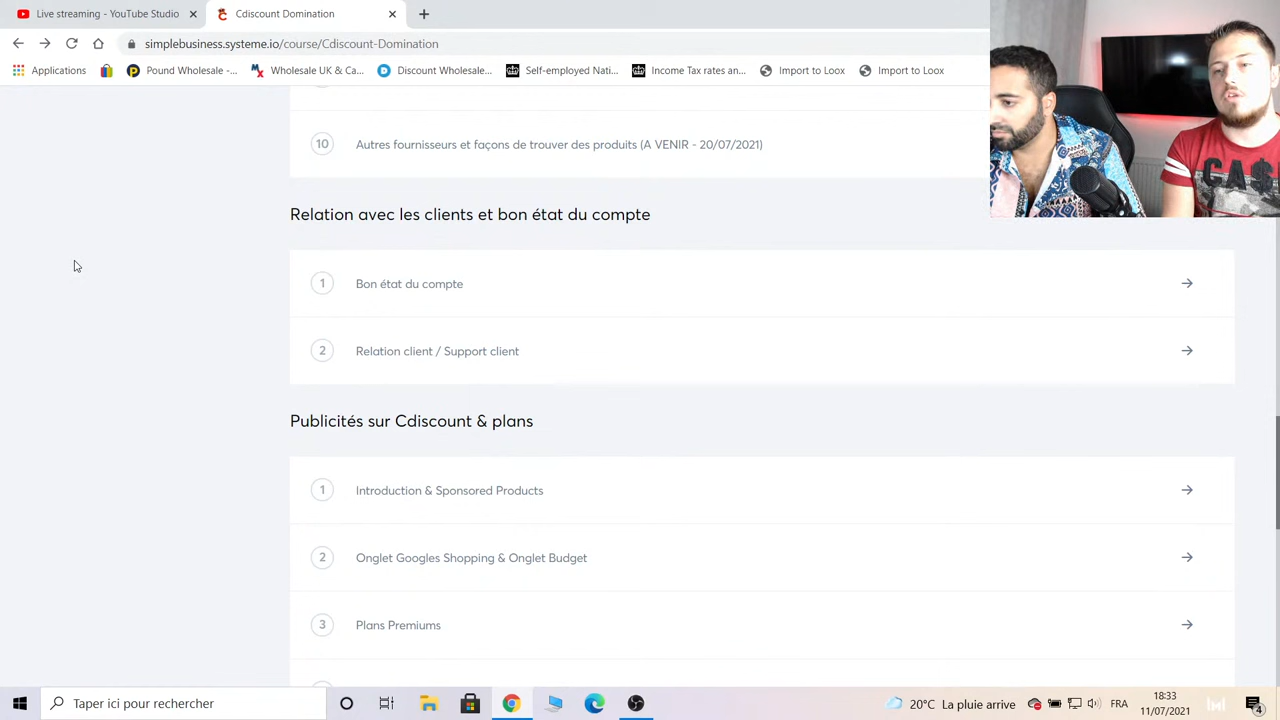 Live streaming - YouTube Studio
Cdiscount Domination
simplebusiness.systeme.io/course/Cdiscount-Domination
Applications
Pound Wholesale -...
Wholesale UK & Ca...
Discount Wholesale...
Self-employed Nati...
Income Tax rates an...
Import to Loox
Import to Loox
10 Autres fournisseurs et façons de trouver des produits (A VENIR - 20/07/2021)
Relation avec les clients et bon état du compte
1 Bon état du compte
2 Relation client / Support client
Publicités sur Cdiscount & plans
1 Introduction & Sponsored Products
2 Onglet Googles Shopping & Onglet Budget
3 Plans Premiums
Taper ici pour rechercher
20°C La pluie arrive
FRA
18:33
11/07/2021
4